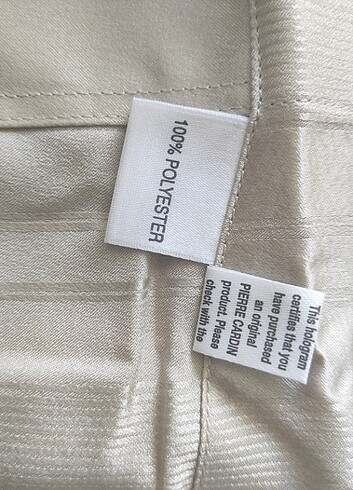 100% POLYESTER
This hologram
certifies that you
have purchased
an original
PIERRE CARDIN
product. Please
check with the